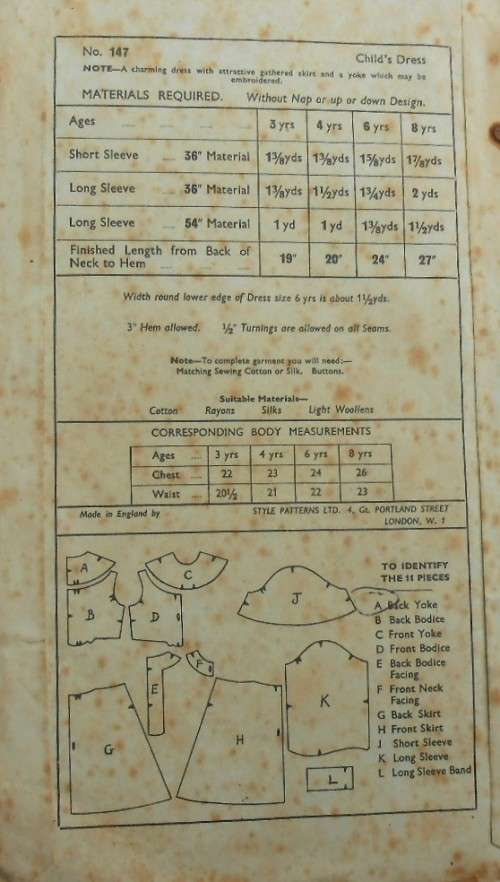 No. 147 Child's Dress
NOTE—A charming dress with attractive gathered skirt and a yoke which may be
embroidered.
MATERIALS REQUIRED. Without Nap or up or down Design.
Ages 3 yrs 4 yrs 6 yrs 8 yrs
Short Sleeve 36" Material 1⅜yds 1⅜yds 1⅝yds 1⅞yds
Long Sleeve 36" Material 1⅜yds 1½yds 1¾yds 2 yds
Long Sleeve 54" Material 1 yd 1 yd 1⅜yds 1½yds
Finished Length from Back of
Neck to Hem 19" 20" 24" 27"
Width round lower edge of Dress size 6 yrs is about 1½yds.
3" Hem allowed. ½" Turnings are allowed on all Seams.
Note—To complete garment you will need:—
Matching Sewing Cotton or Silk. Buttons.
Suitable Materials—
Cotton Rayons Silks Light Woollens
CORRESPONDING BODY MEASUREMENTS
Ages 3 yrs 4 yrs 6 yrs 8 yrs
Chest 22 23 24 26
Waist 20½ 21 22 23
Made in England by STYLE PATTERNS LTD. 4, Gt. PORTLAND STREET
LONDON, W. 1
TO IDENTIFY
THE 11 PIECES
A Back Yoke
B Back Bodice
C Front Yoke
D Front Bodice
E Back Bodice
Facing
F Front Neck
Facing
G Back Skirt
H Front Skirt
J Short Sleeve
K Long Sleeve
L Long Sleeve Band
A
C
B
D
J
E
F
G
H
K
L